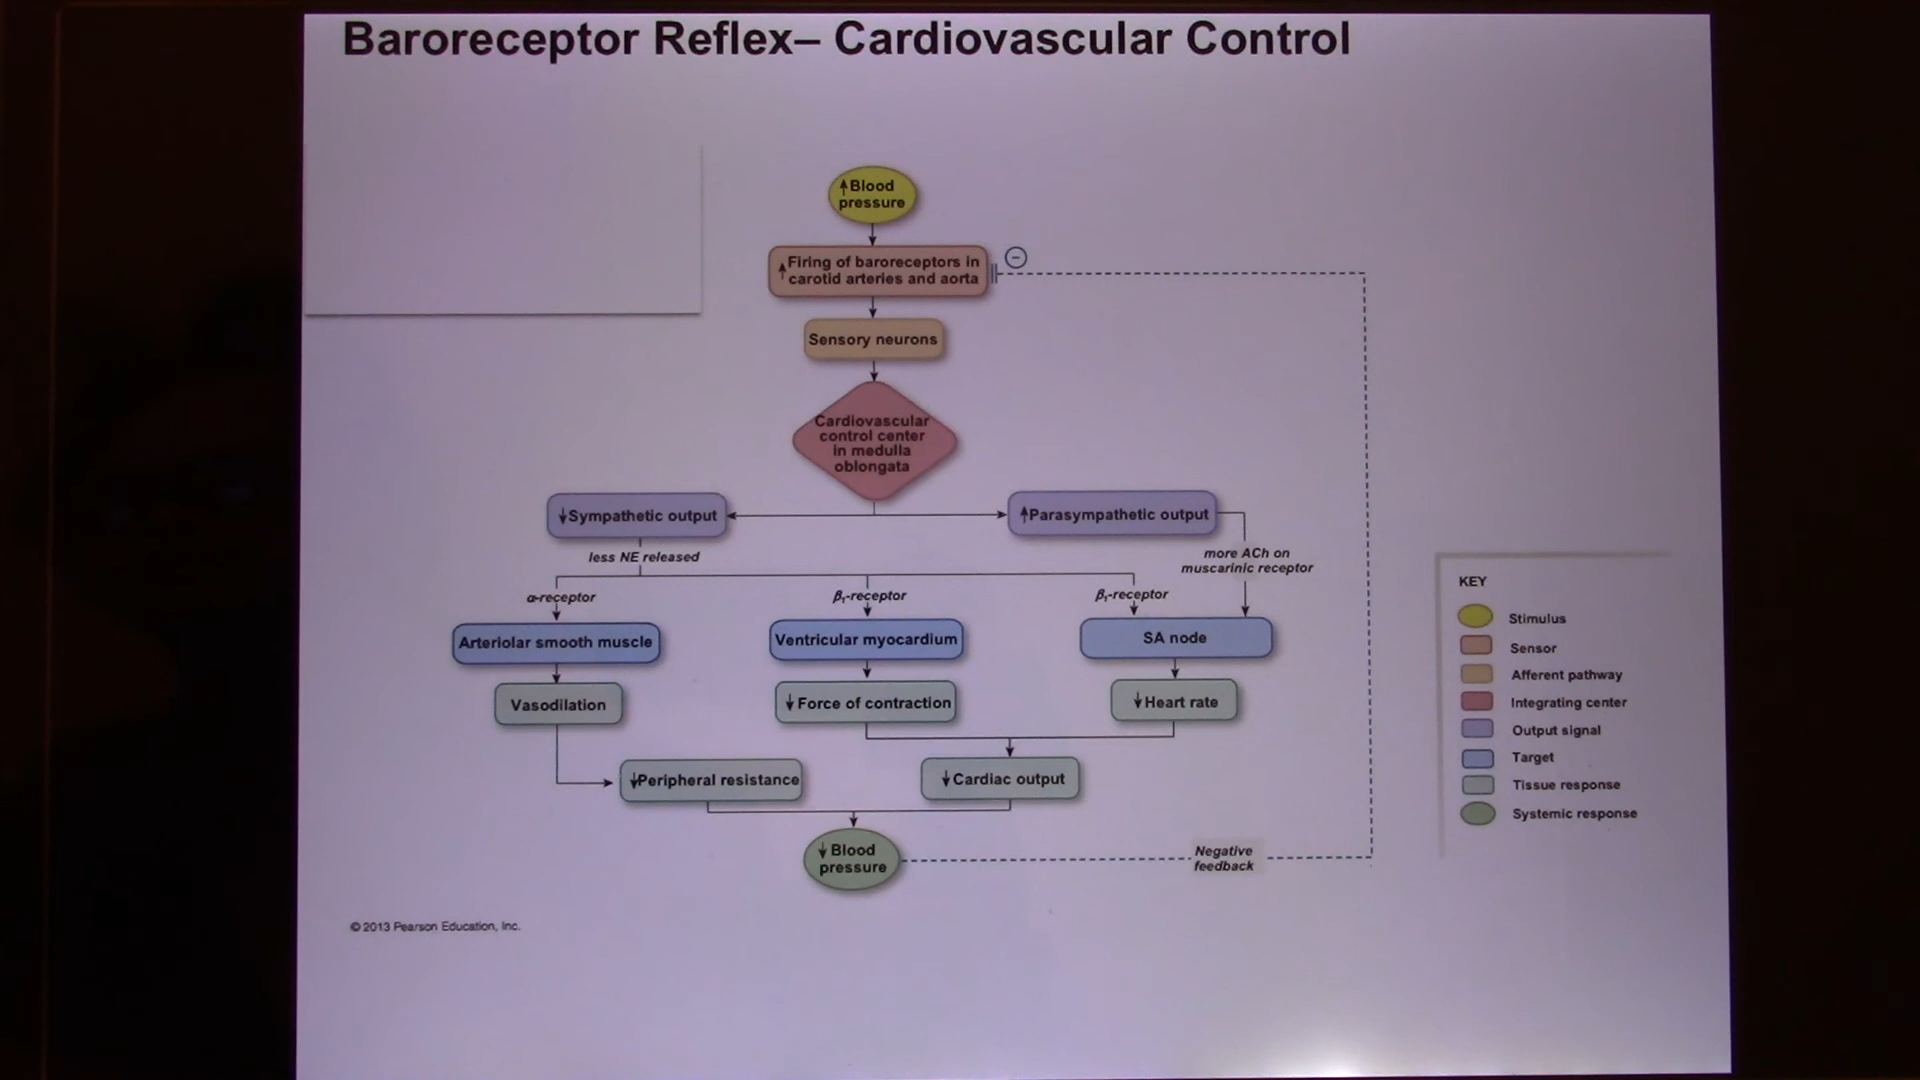 Baroreceptor Reflex– Cardiovascular Control
↑Blood
pressure
↑Firing of baroreceptors in
carotid arteries and aorta
−
Sensory neurons
Cardiovascular
control center
in medulla
oblongata
↓Sympathetic output
↑Parasympathetic output
less NE released
more ACh on
muscarinic receptor
α-receptor
β₁-receptor
β₁-receptor
Arteriolar smooth muscle
Ventricular myocardium
SA node
Vasodilation
↓Force of contraction
↓Heart rate
↓Peripheral resistance
↓Cardiac output
↓Blood
pressure
Negative
feedback
KEY
Stimulus
Sensor
Afferent pathway
Integrating center
Output signal
Target
Tissue response
Systemic response
© 2013 Pearson Education, Inc.